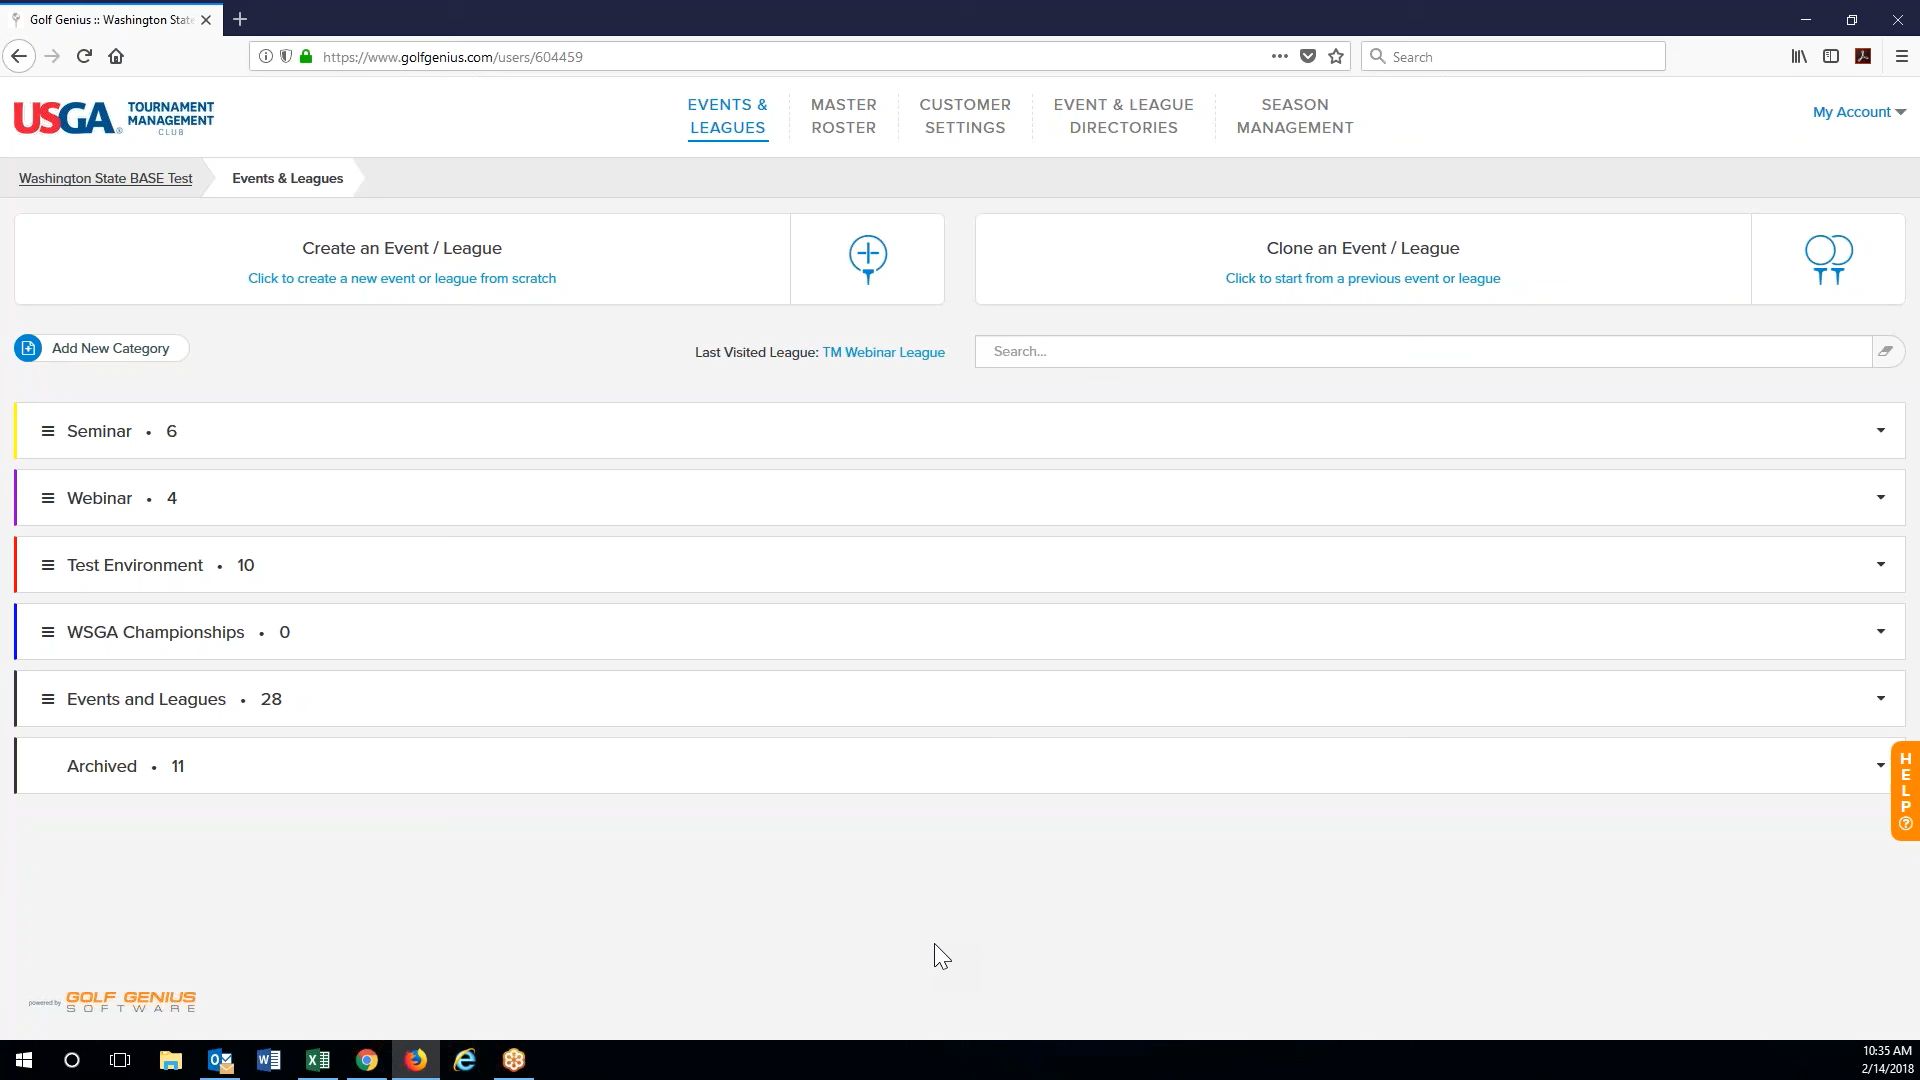 Golf Genius :: Washington State
https://www.golfgenius.com/users/604459
Search
USGA® TOURNAMENT MANAGEMENT CLUB
EVENTS & LEAGUES
MASTER ROSTER
CUSTOMER SETTINGS
EVENT & LEAGUE DIRECTORIES
SEASON MANAGEMENT
My Account
Washington State BASE Test
Events & Leagues
Create an Event / League
Click to create a new event or league from scratch
Clone an Event / League
Click to start from a previous event or league
Add New Category
Last Visited League: TM Webinar League
Search...
Seminar • 6
Webinar • 4
Test Environment • 10
WSGA Championships • 0
Events and Leagues • 28
Archived • 11
HELP
powered by GOLF GENIUS SOFTWARE
10:35 AM
2/14/2018